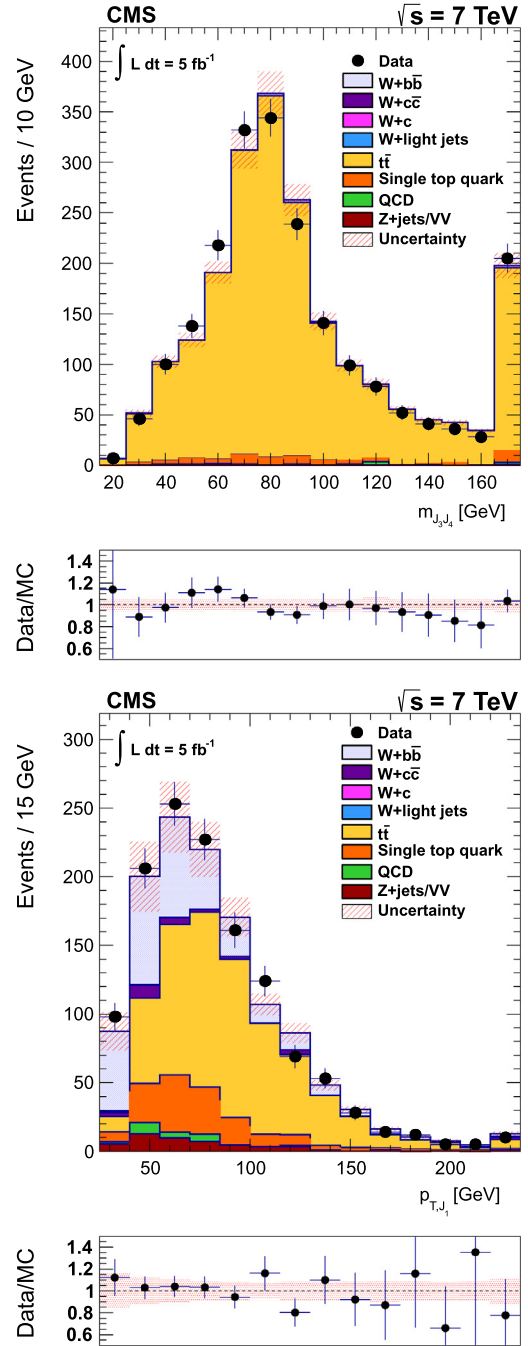 CMS √s = 7 TeV
∫ L dt = 5 fb⁻¹
Data
W+bb̄
W+cc̄
W+c
W+light jets
tt̄
Single top quark
QCD
Z+jets/VV
Uncertainty
Events / 10 GeV
400
350
300
250
200
150
100
50
0
20 40 60 80 100 120 140 160
m_J₃J₄ [GeV]
Data/MC
1.4
1.2
1
0.8
0.6
CMS √s = 7 TeV
∫ L dt = 5 fb⁻¹
Data
W+bb̄
W+cc̄
W+c
W+light jets
tt̄
Single top quark
QCD
Z+jets/VV
Uncertainty
Events / 15 GeV
300
250
200
150
100
50
0
50 100 150 200
p_T,J₁ [GeV]
Data/MC
1.4
1.2
1
0.8
0.6